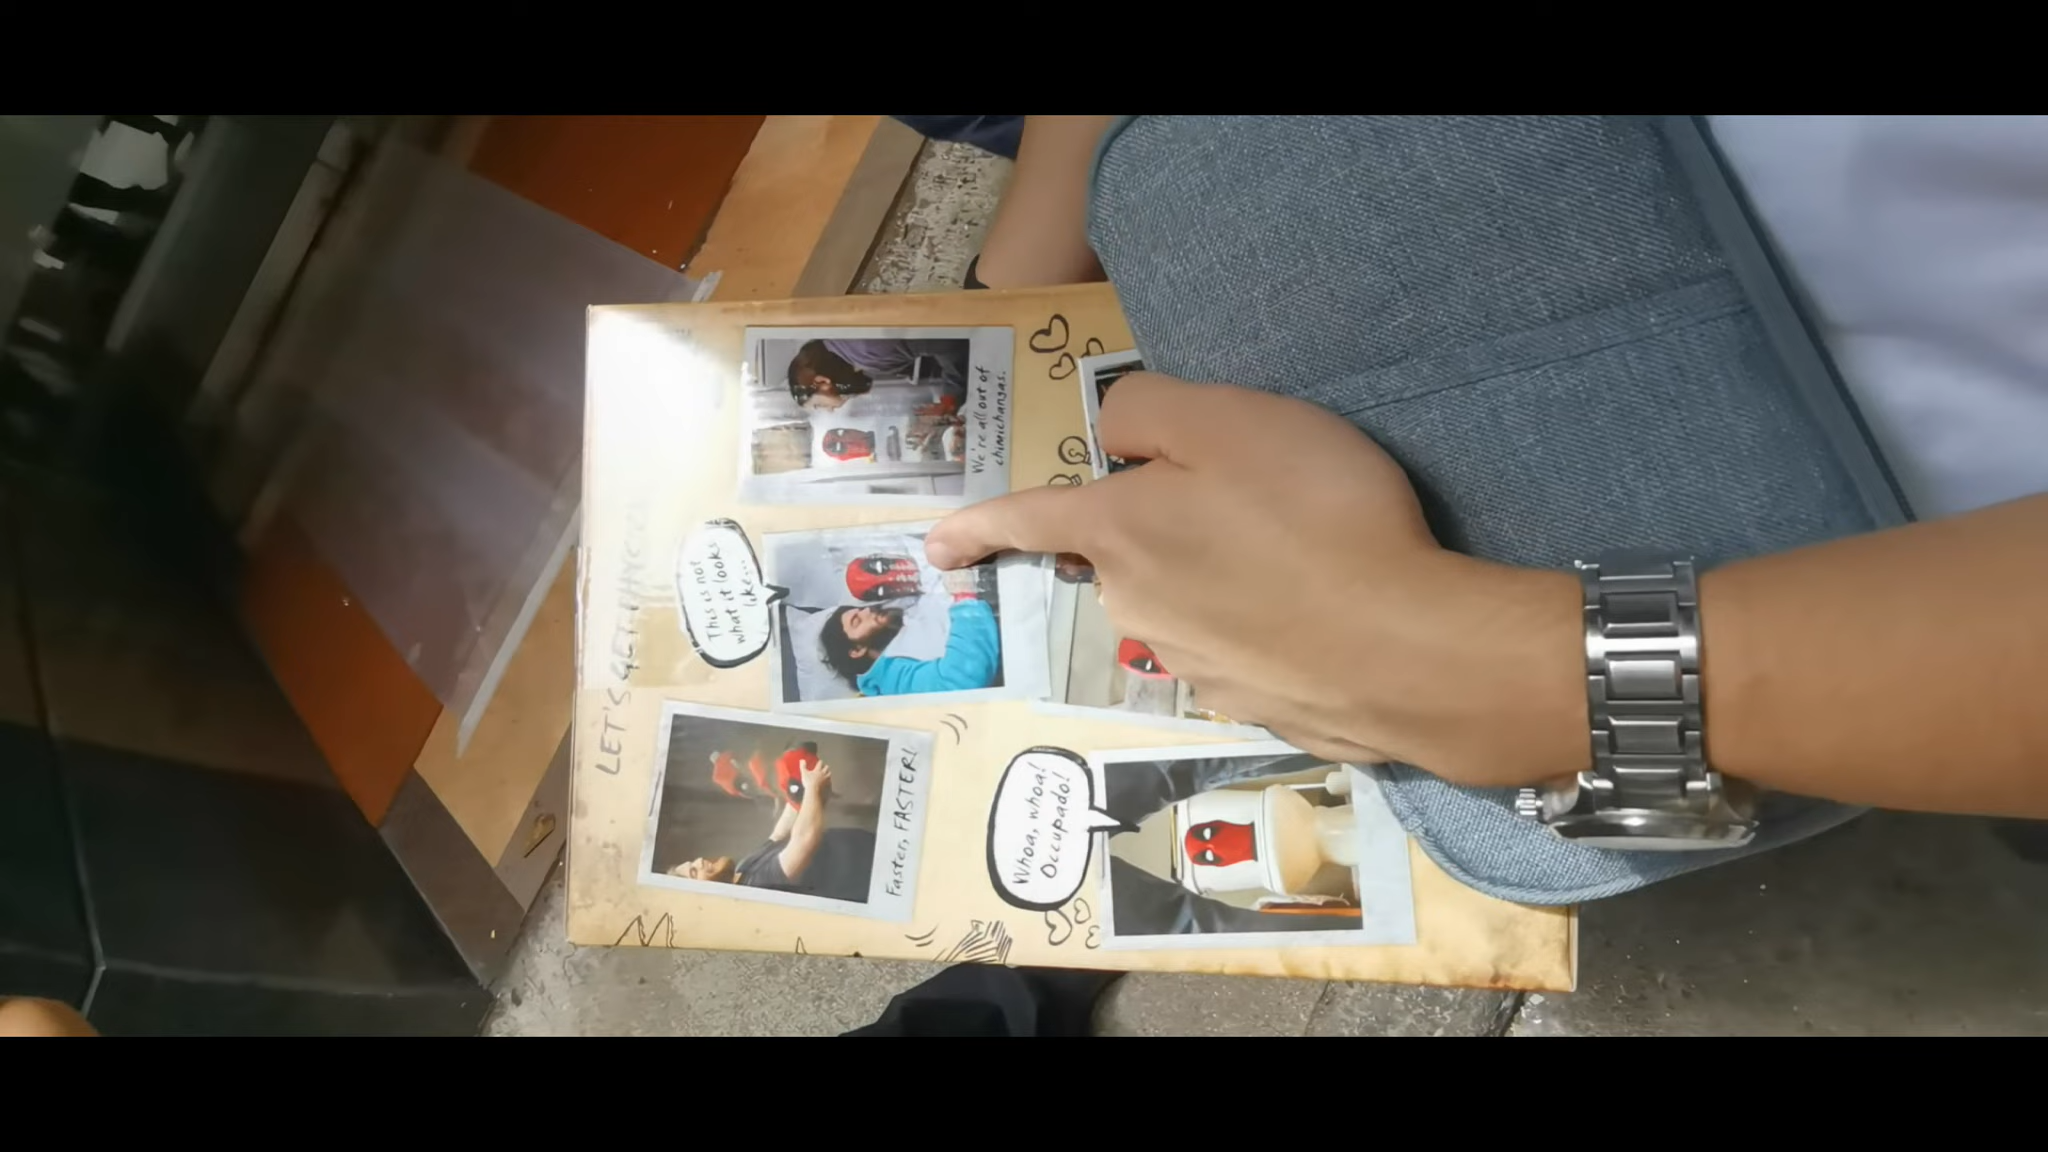 LET'S GET
Faster, FASTER!
This is not
what it looks
like...
We're all out of
chimichangas.
Whoa, whoa!
Occupado!